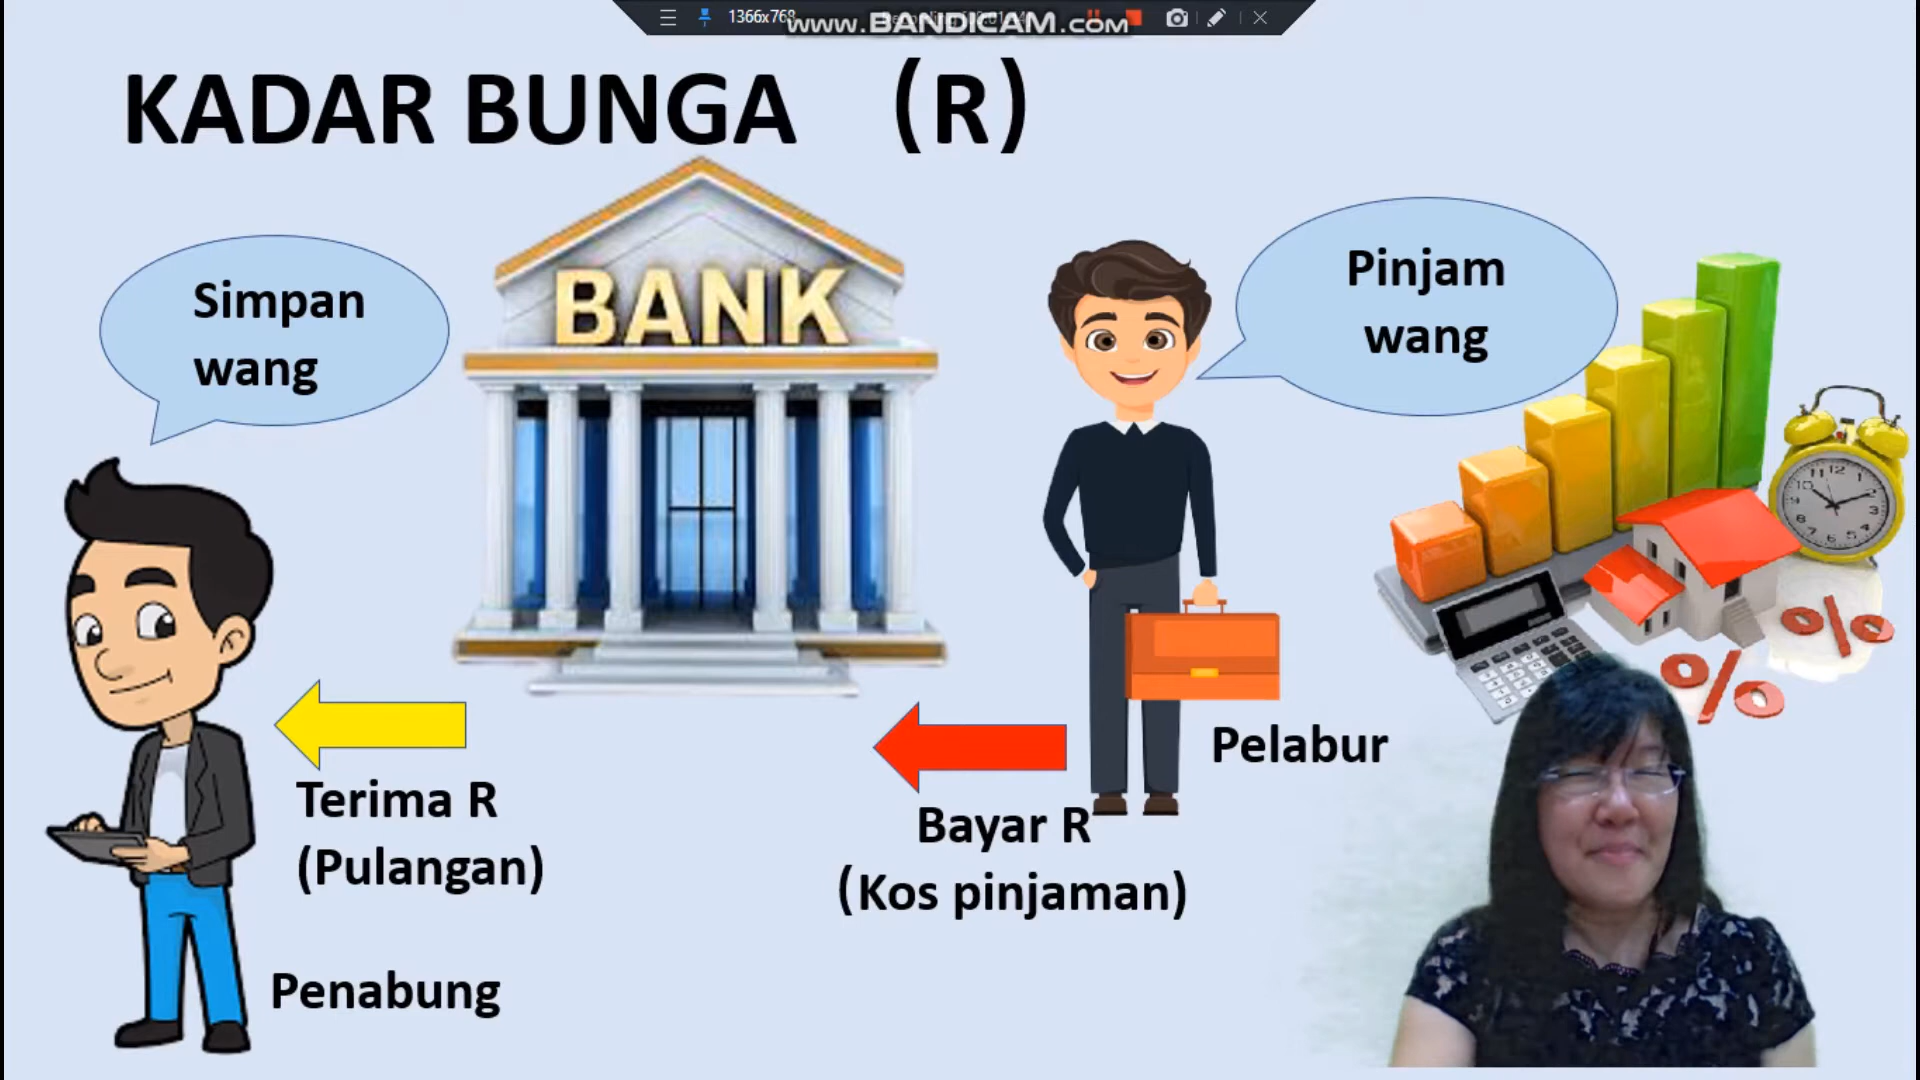 1366x768
www.BANDICAM.com
KADAR BUNGA (R)
BANK
Simpan
wang
Pinjam
wang
Terima R
(Pulangan)
Penabung
Bayar R
(Kos pinjaman)
Pelabur